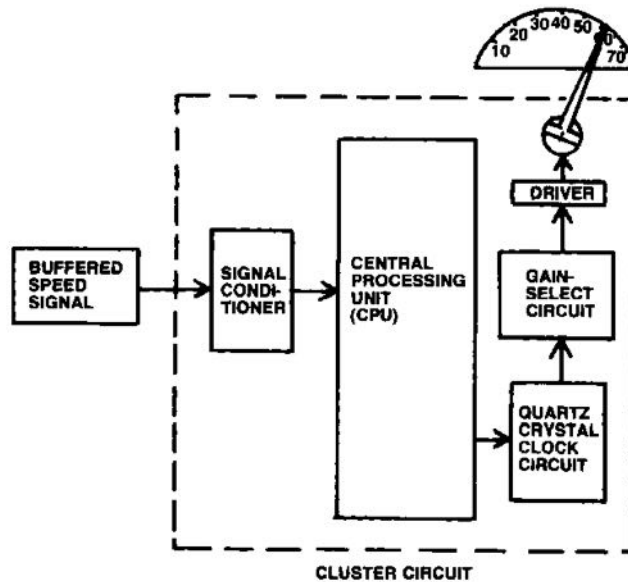 10 20 30 40 50 60 70
DRIVER
BUFFERED
SPEED
SIGNAL
SIGNAL
CONDI-
TIONER
CENTRAL
PROCESSING
UNIT
(CPU)
GAIN-
SELECT
CIRCUIT
QUARTZ
CRYSTAL
CLOCK
CIRCUIT
CLUSTER CIRCUIT